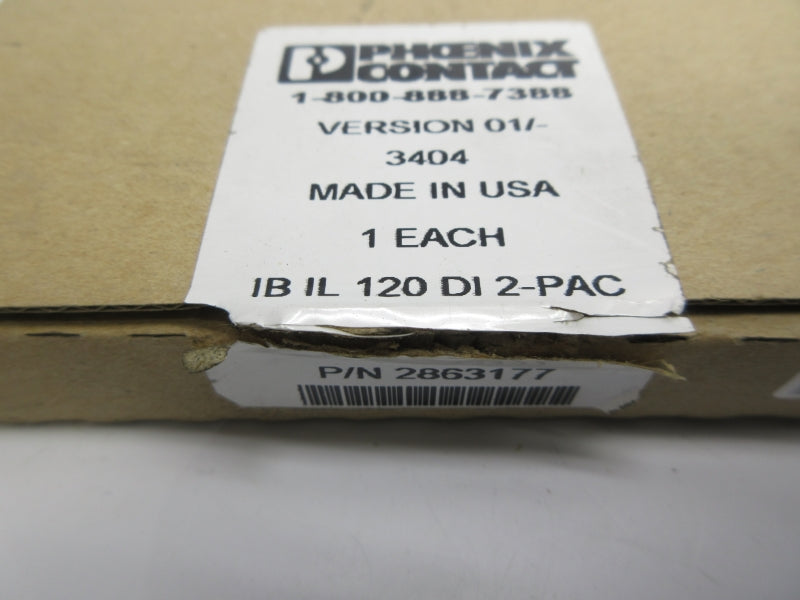 PHOENIX
CONTACT
1-800-888-7388
VERSION 01/-
3404
MADE IN USA
1 EACH
IB IL 120 DI 2-PAC
P/N 2863177